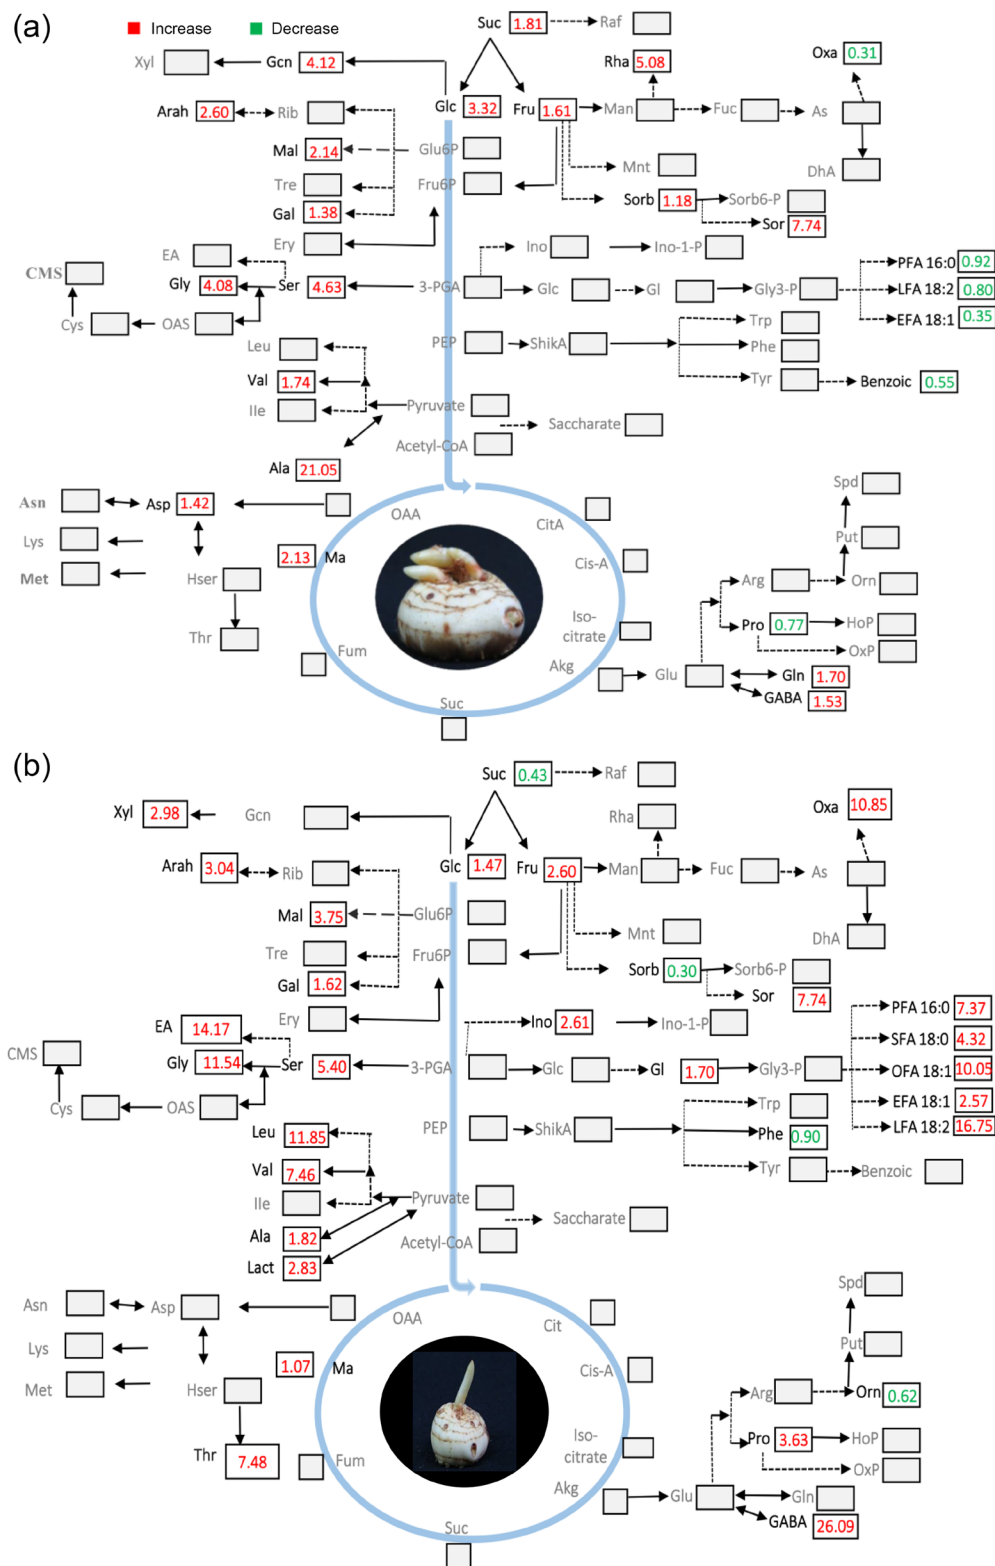 (a)
Increase Decrease
Suc 1.81 Raf
Xyl Gcn 4.12 Rha 5.08 Oxa 0.31
Arah 2.60 Rib Glc 3.32 Fru 1.61 Man Fuc As
Mal 2.14 Glu6P Mnt DhA
Tre Fru6P Sorb 1.18 Sorb6-P
Gal 1.38 Sor 7.74
Ery Ino Ino-1-P
EA PFA 16:0 0.92
CMS Gly 4.08 Ser 4.63 3-PGA Glc Gl Gly3-P LFA 18:2 0.80
Cys OAS Trp EFA 18:1 0.35
Leu PEP ShikA Phe
Val 1.74 Tyr Benzoic 0.55
Ile Pyruvate Saccharate
Acetyl-CoA
Ala 21.05
Asn Asp 1.42 OAA CitA Spd
Lys 2.13 Ma Cis-A Put
Met Hser Arg Orn
Thr Iso-
citrate Pro 0.77 HoP
Fum Akg OxP
Glu Gln 1.70
Suc GABA 1.53
(b)
Suc 0.43 Raf
Xyl 2.98 Gcn Rha Oxa 10.85
Arah 3.04 Rib Glc 1.47 Fru 2.60 Man Fuc As
Mal 3.75 Glu6P Mnt DhA
Tre Fru6P Sorb 0.30 Sorb6-P
Gal 1.62 Sor 7.74
Ery Ino 2.61 Ino-1-P PFA 16:0 7.37
EA 14.17 SFA 18:0 4.32
CMS Gly 11.54 Ser 5.40 3-PGA Glc Gl 1.70 Gly3-P OFA 18:1 10.05
Cys OAS Trp EFA 18:1 2.57
Leu 11.85 PEP ShikA Phe 0.90 LFA 18:2 16.75
Val 7.46 Tyr Benzoic
Ile Pyruvate Saccharate
Ala 1.82 Acetyl-CoA
Lact 2.83
Asn Asp OAA Cit Spd
Lys 1.07 Ma Cis-A Put
Met Hser Arg Orn 0.62
Thr 7.48 Iso-
citrate Pro 3.63 HoP
Fum Akg OxP
Glu Gln
Suc GABA 26.09